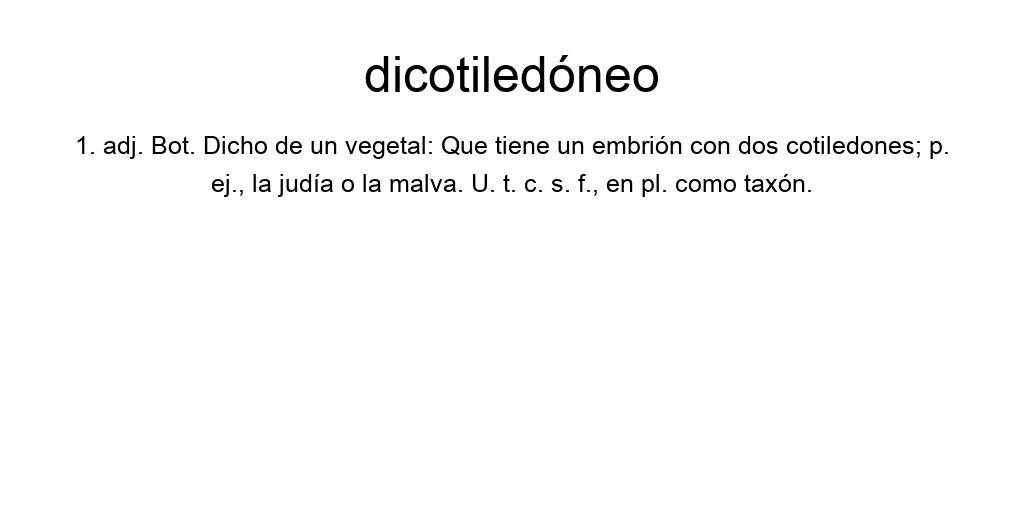 dicotiledóneo
1. adj. Bot. Dicho de un vegetal: Que tiene un embrión con dos cotiledones; p.
ej., la judía o la malva. U. t. c. s. f., en pl. como taxón.